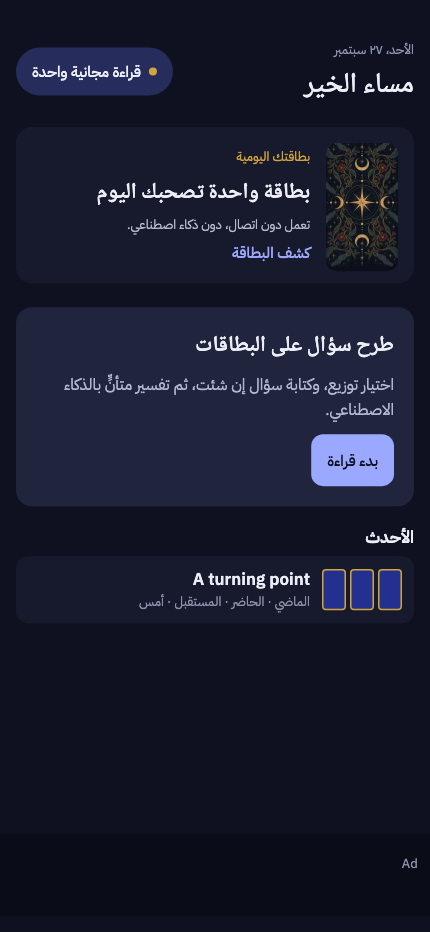 الأحد، ٢٧ سبتمبر
مساء الخير
قراءة مجانية واحدة
بطاقتك اليومية
بطاقة واحدة تصحبك اليوم
تعمل دون اتصال، دون ذكاء اصطناعي.
كشف البطاقة
طرح سؤال على البطاقات
اختيار توزيع، وكتابة سؤال إن شئت، ثم تفسير متأنٍّ بالذكاء
الاصطناعي.
بدء قراءة
الأحدث
A turning point
الماضي · الحاضر · المستقبل · أمس
Ad